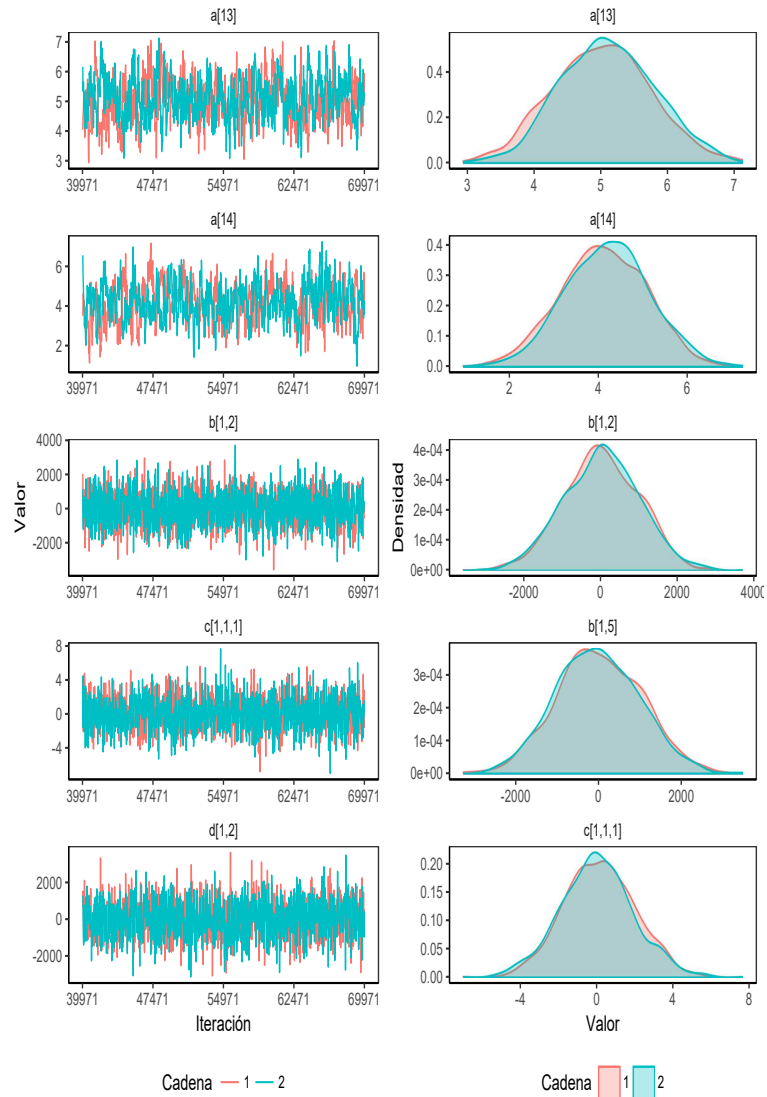 a[13]
7
6
5
4
3
39971 47471 54971 62471 69971
a[14]
6
4
2
39971 47471 54971 62471 69971
b[1,2]
4000
2000
0
-2000
39971 47471 54971 62471 69971
c[1,1,1]
8
4
0
-4
39971 47471 54971 62471 69971
d[1,2]
2000
0
-2000
39971 47471 54971 62471 69971
Valor
Iteración
Cadena 1 2
a[13]
0.4
0.2
0.0
3 4 5 6 7
a[14]
0.4
0.3
0.2
0.1
0.0
2 4 6
b[1,2]
4e-04
3e-04
2e-04
1e-04
0e+00
-2000 0 2000 4000
b[1,5]
3e-04
2e-04
1e-04
0e+00
-2000 0 2000
c[1,1,1]
0.20
0.15
0.10
0.05
0.00
-4 0 4 8
Densidad
Valor
Cadena 1 2